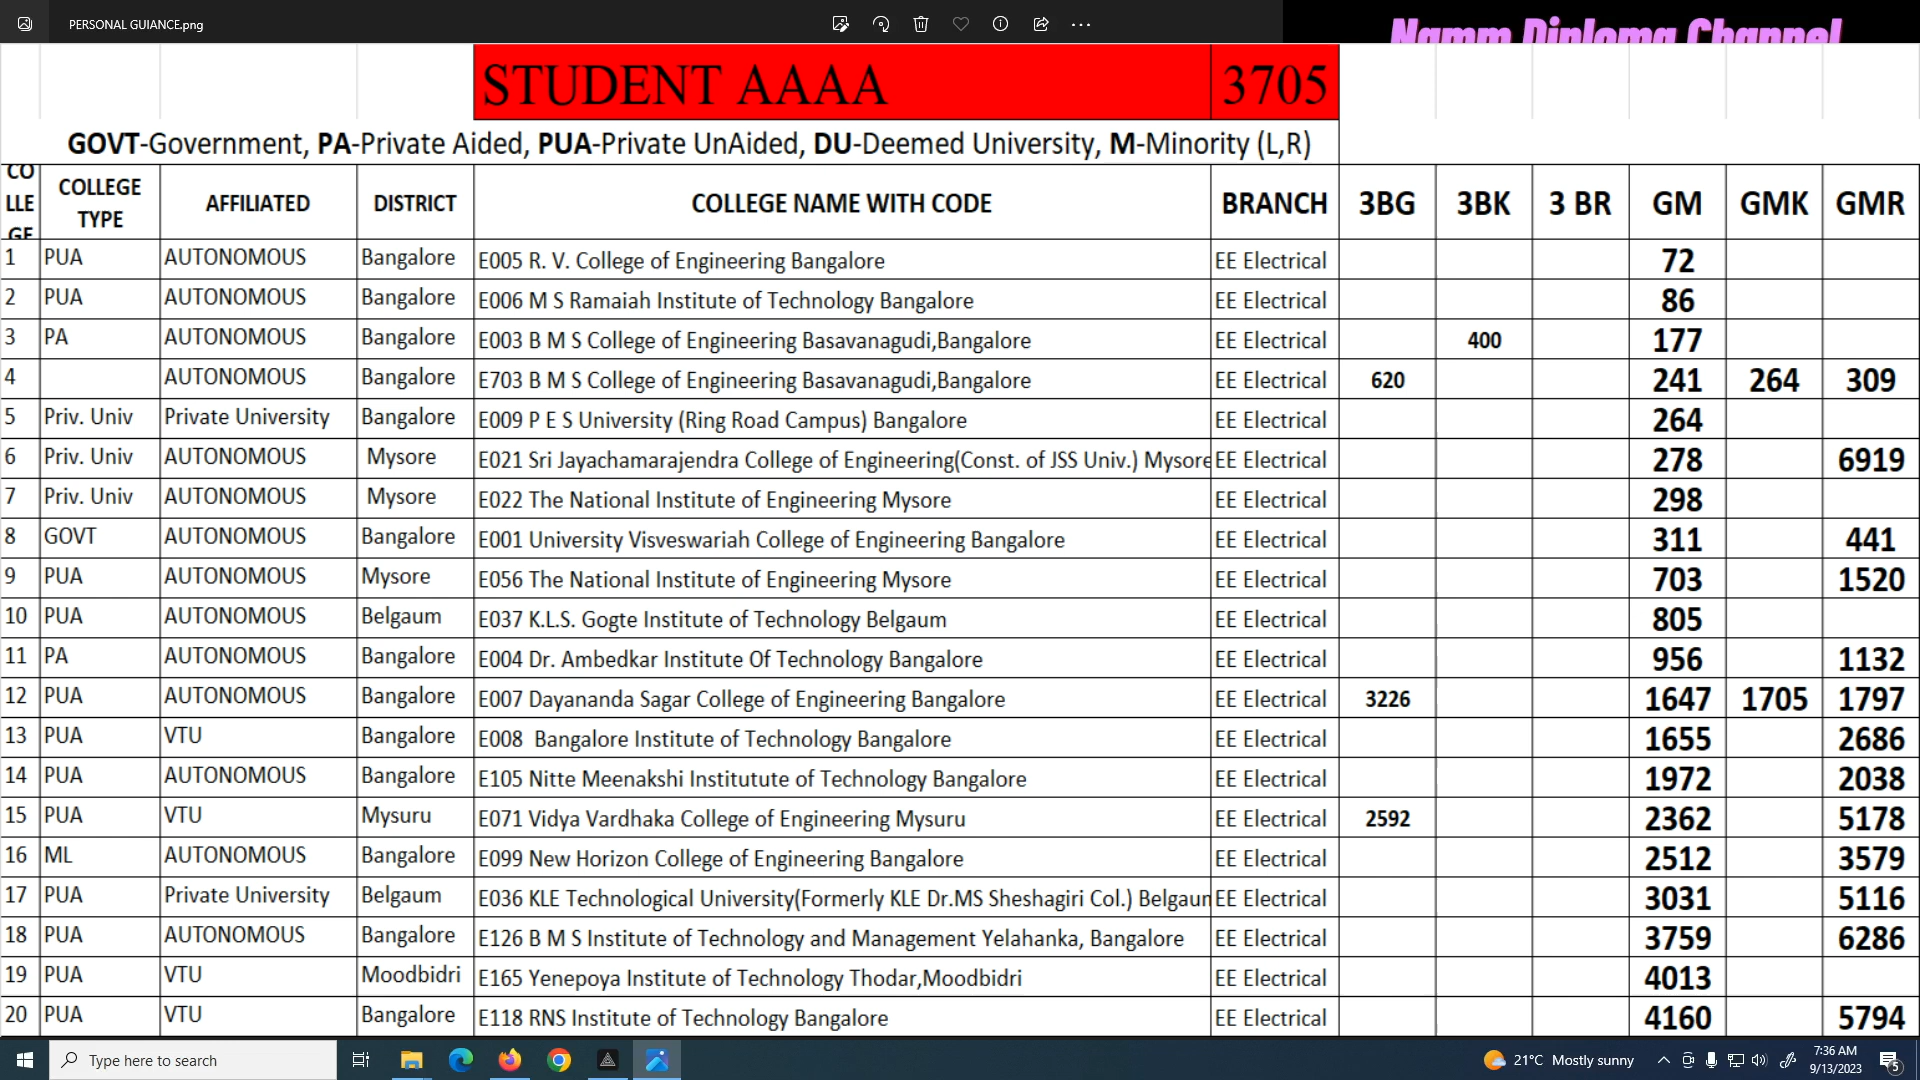 PERSONAL GUIANCE.png
Namm Diploma Channel
STUDENT AAAA 3705
GOVT-Government, PA-Private Aided, PUA-Private UnAided, DU-Deemed University, M-Minority (L,R)
COLLEGE COLLEGE TYPE AFFILIATED DISTRICT COLLEGE NAME WITH CODE BRANCH 3BG 3BK 3 BR GM GMK GMR
1 PUA AUTONOMOUS Bangalore E005 R. V. College of Engineering Bangalore EE Electrical 72
2 PUA AUTONOMOUS Bangalore E006 M S Ramaiah Institute of Technology Bangalore EE Electrical 86
3 PA AUTONOMOUS Bangalore E003 B M S College of Engineering Basavanagudi,Bangalore EE Electrical 400 177
4 AUTONOMOUS Bangalore E703 B M S College of Engineering Basavanagudi,Bangalore EE Electrical 620 241 264 309
5 Priv. Univ Private University Bangalore E009 P E S University (Ring Road Campus) Bangalore EE Electrical 264
6 Priv. Univ AUTONOMOUS Mysore E021 Sri Jayachamarajendra College of Engineering(Const. of JSS Univ.) Mysore EE Electrical 278 6919
7 Priv. Univ AUTONOMOUS Mysore E022 The National Institute of Engineering Mysore EE Electrical 298
8 GOVT AUTONOMOUS Bangalore E001 University Visveswariah College of Engineering Bangalore EE Electrical 311 441
9 PUA AUTONOMOUS Mysore E056 The National Institute of Engineering Mysore EE Electrical 703 1520
10 PUA AUTONOMOUS Belgaum E037 K.L.S. Gogte Institute of Technology Belgaum EE Electrical 805
11 PA AUTONOMOUS Bangalore E004 Dr. Ambedkar Institute Of Technology Bangalore EE Electrical 956 1132
12 PUA AUTONOMOUS Bangalore E007 Dayananda Sagar College of Engineering Bangalore EE Electrical 3226 1647 1705 1797
13 PUA VTU Bangalore E008 Bangalore Institute of Technology Bangalore EE Electrical 1655 2686
14 PUA AUTONOMOUS Bangalore E105 Nitte Meenakshi Institutute of Technology Bangalore EE Electrical 1972 2038
15 PUA VTU Mysuru E071 Vidya Vardhaka College of Engineering Mysuru EE Electrical 2592 2362 5178
16 ML AUTONOMOUS Bangalore E099 New Horizon College of Engineering Bangalore EE Electrical 2512 3579
17 PUA Private University Belgaum E036 KLE Technological University(Formerly KLE Dr.MS Sheshagiri Col.) Belgaum EE Electrical 3031 5116
18 PUA AUTONOMOUS Bangalore E126 B M S Institute of Technology and Management Yelahanka, Bangalore EE Electrical 3759 6286
19 PUA VTU Moodbidri E165 Yenepoya Institute of Technology Thodar,Moodbidri EE Electrical 4013
20 PUA VTU Bangalore E118 RNS Institute of Technology Bangalore EE Electrical 4160 5794
Type here to search
21°C Mostly sunny
7:36 AM
9/13/2023
5